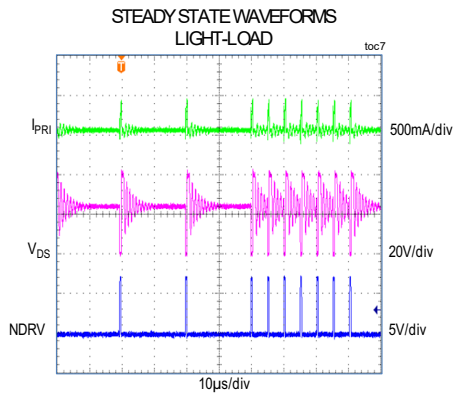 STEADY STATE WAVEFORMS
LIGHT-LOAD
toc7
T
IPRI
500mA/div
VDS
20V/div
NDRV
5V/div
10µs/div